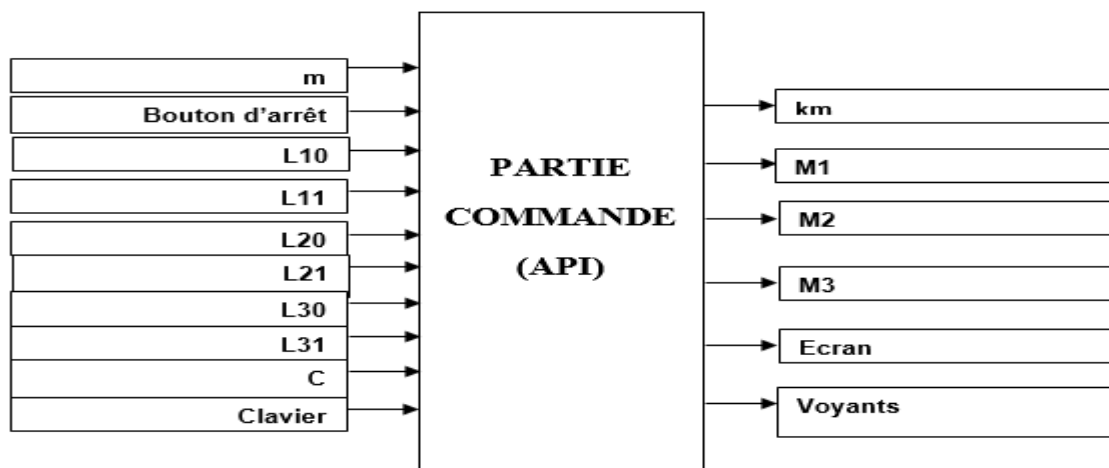 m
Bouton d'arrêt
L10
L11
L20
L21
L30
L31
C
Clavier
PARTIE
COMMANDE
(API)
km
M1
M2
M3
Ecran
Voyants